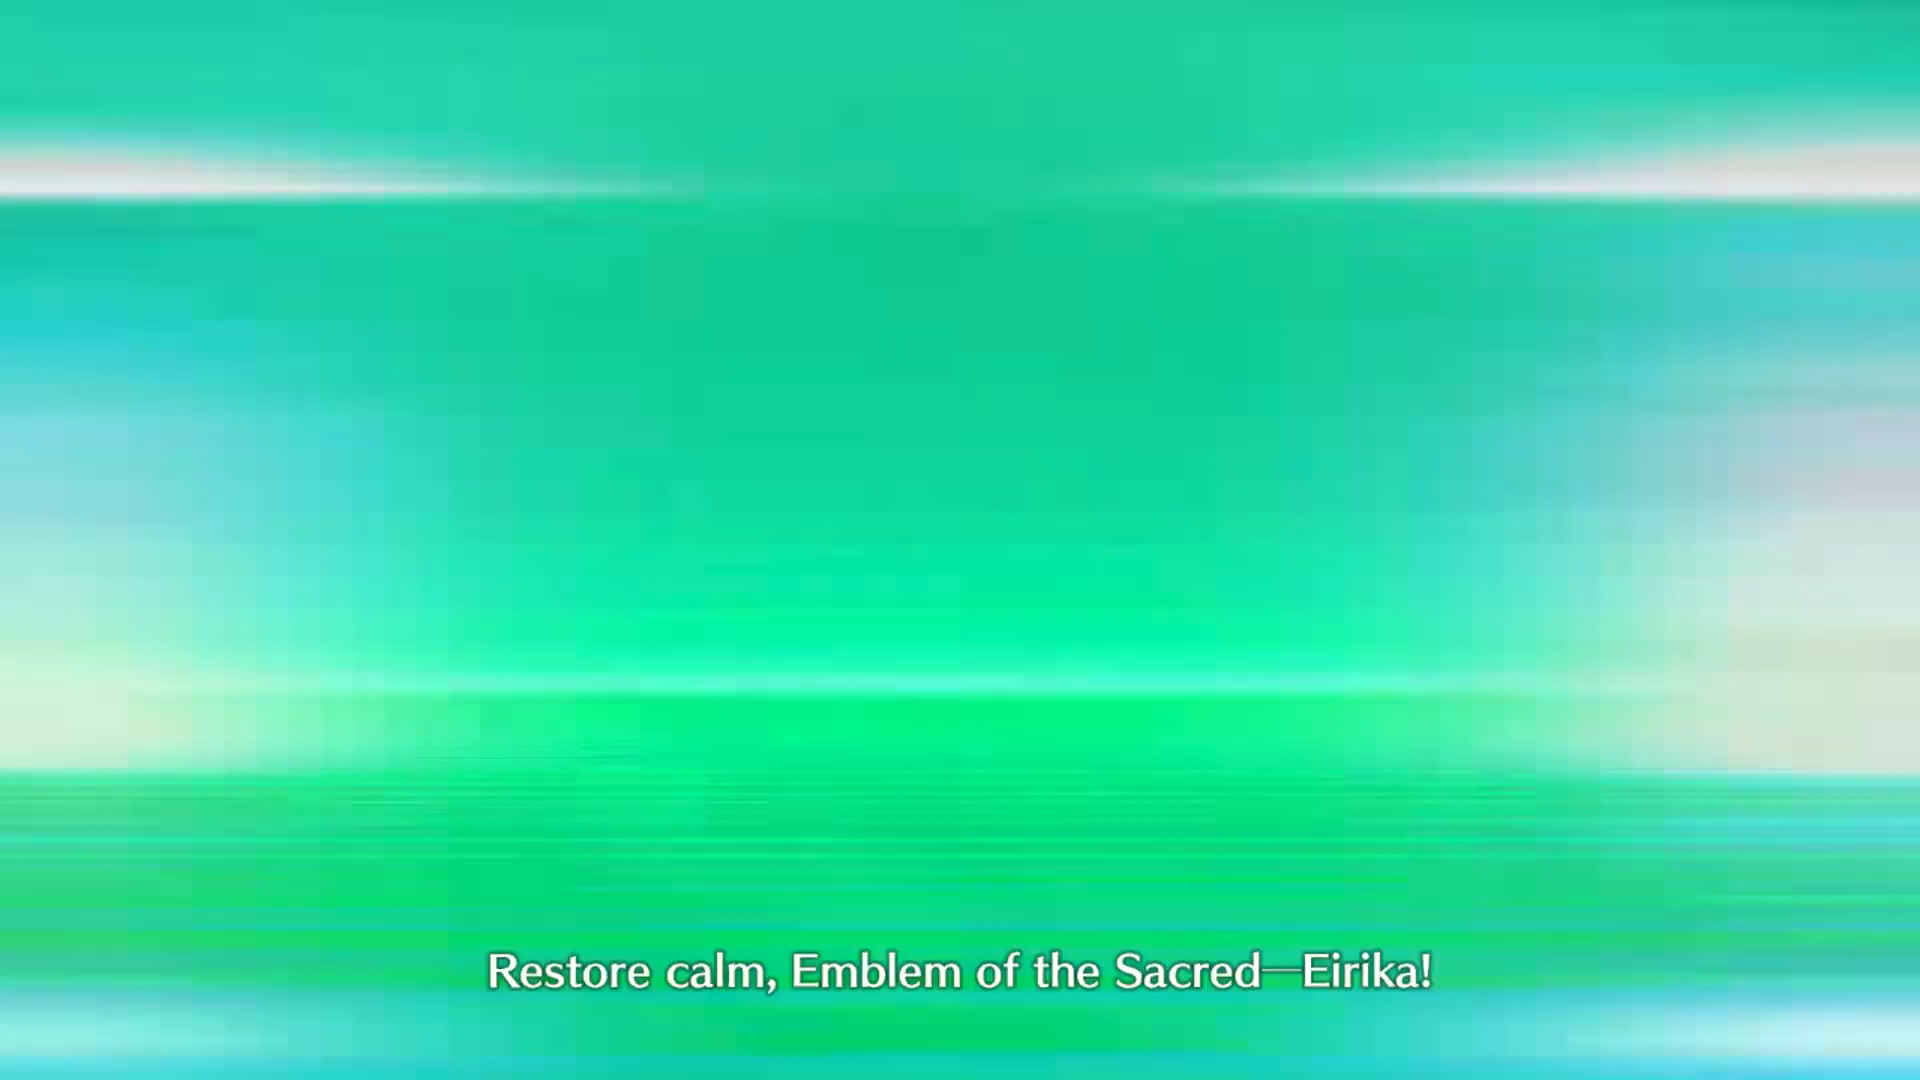 Restore calm, Emblem of the Sacred—Eirika!